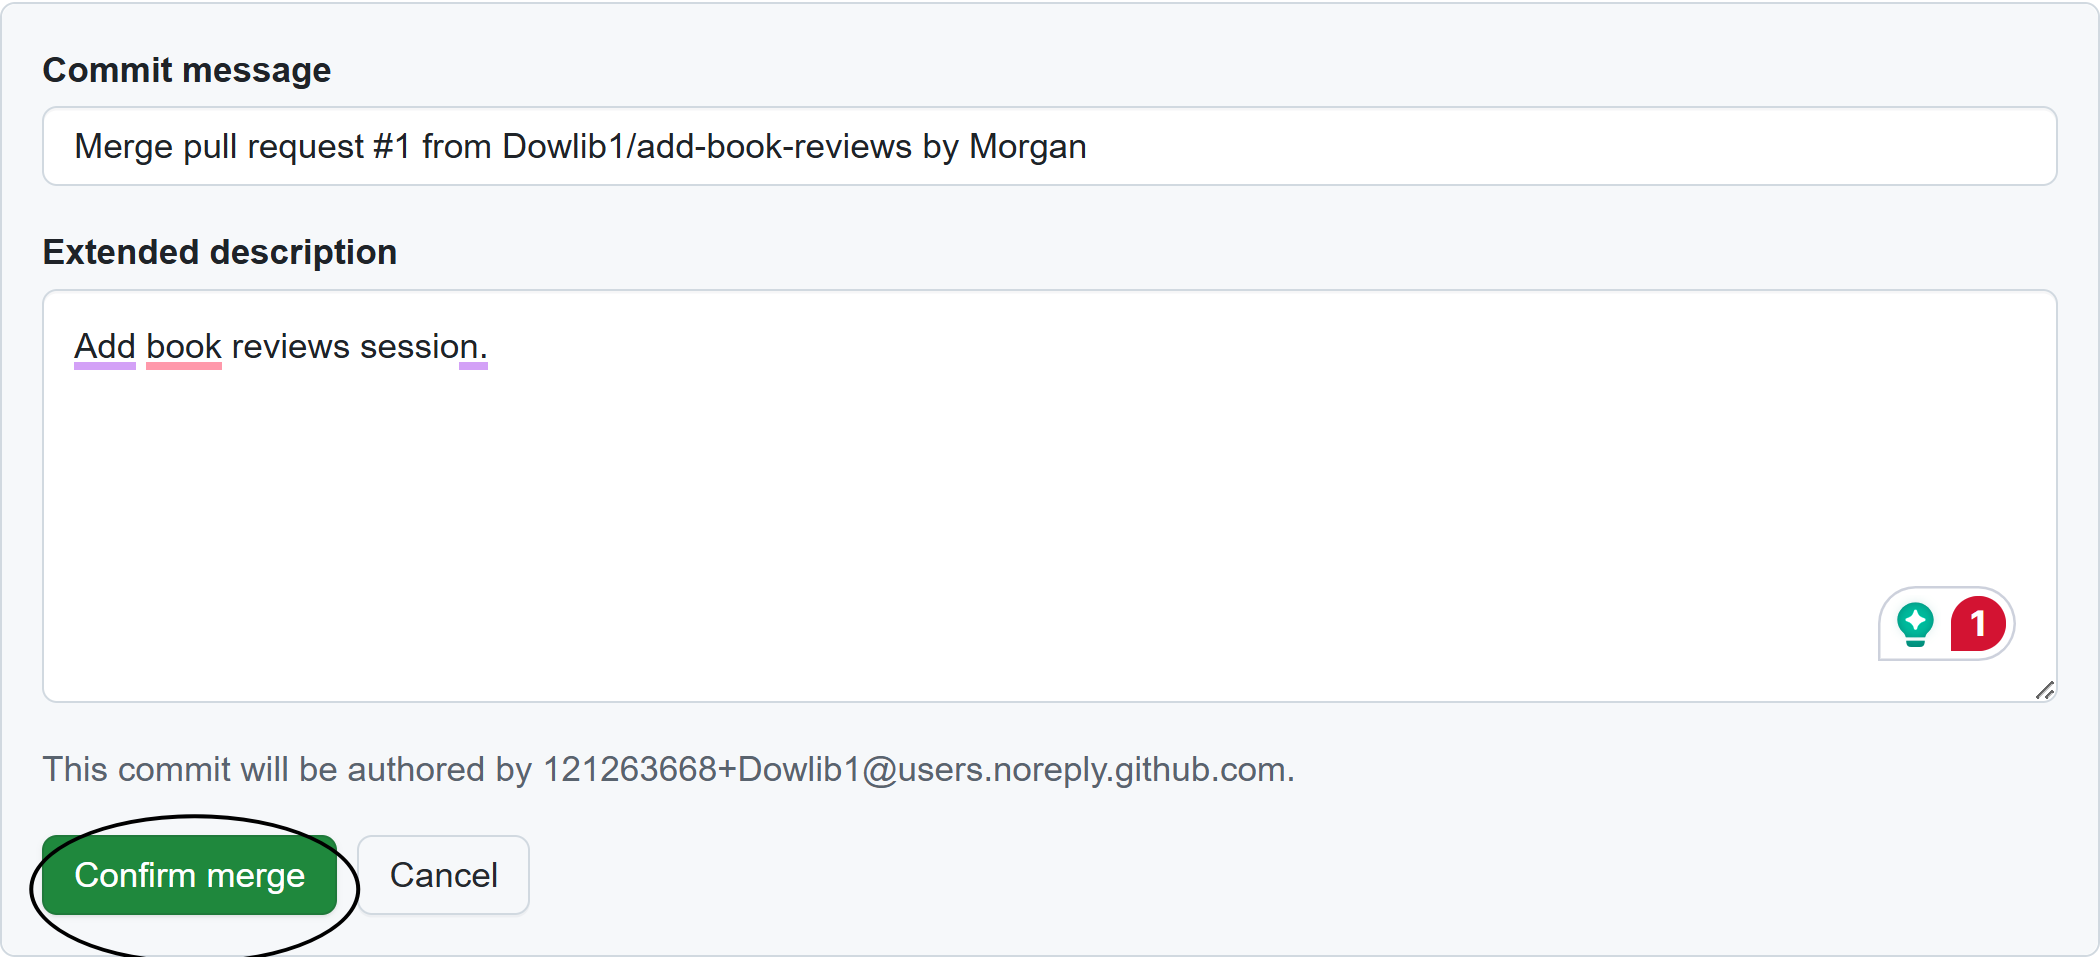 Commit message
Merge pull request #1 from Dowlib1/add-book-reviews by Morgan
Extended description
Add book reviews session.
1
This commit will be authored by 121263668+Dowlib1@users.noreply.github.com.
Confirm merge
Cancel